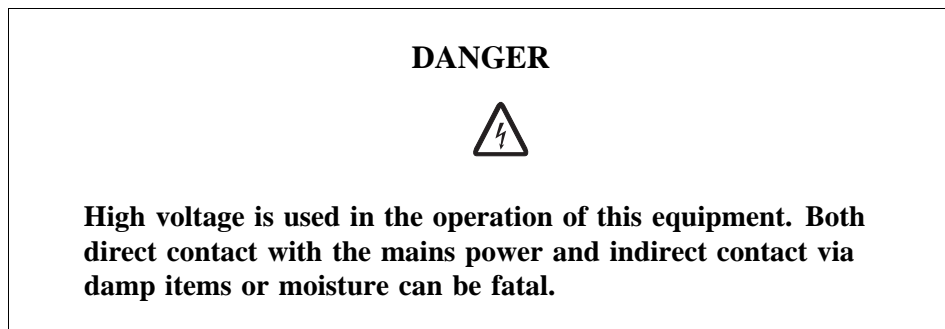 DANGER
High voltage is used in the operation of this equipment. Both
direct contact with the mains power and indirect contact via
damp items or moisture can be fatal.